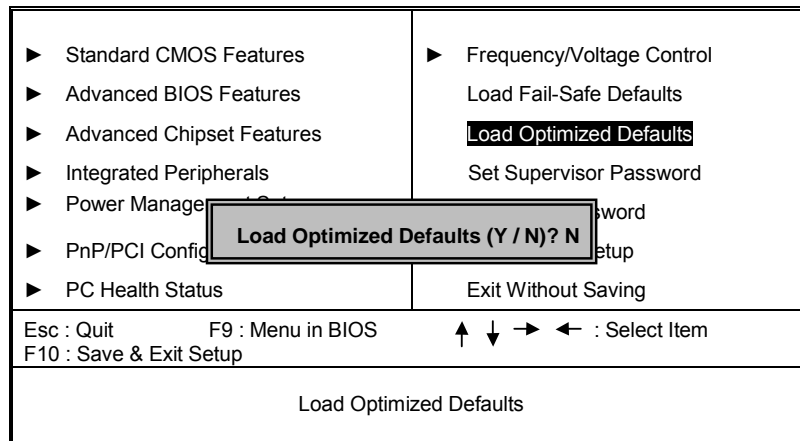 ► Standard CMOS Features
► Advanced BIOS Features
► Advanced Chipset Features
► Integrated Peripherals
► Power Manage
► PnP/PCI Config
► PC Health Status
► Frequency/Voltage Control
Load Fail-Safe Defaults
Load Optimized Defaults
Set Supervisor Password
sword
etup
Exit Without Saving
Load Optimized Defaults (Y / N)? N
Esc : Quit F9 : Menu in BIOS ↑ ↓ → ← : Select Item
F10 : Save & Exit Setup
Load Optimized Defaults